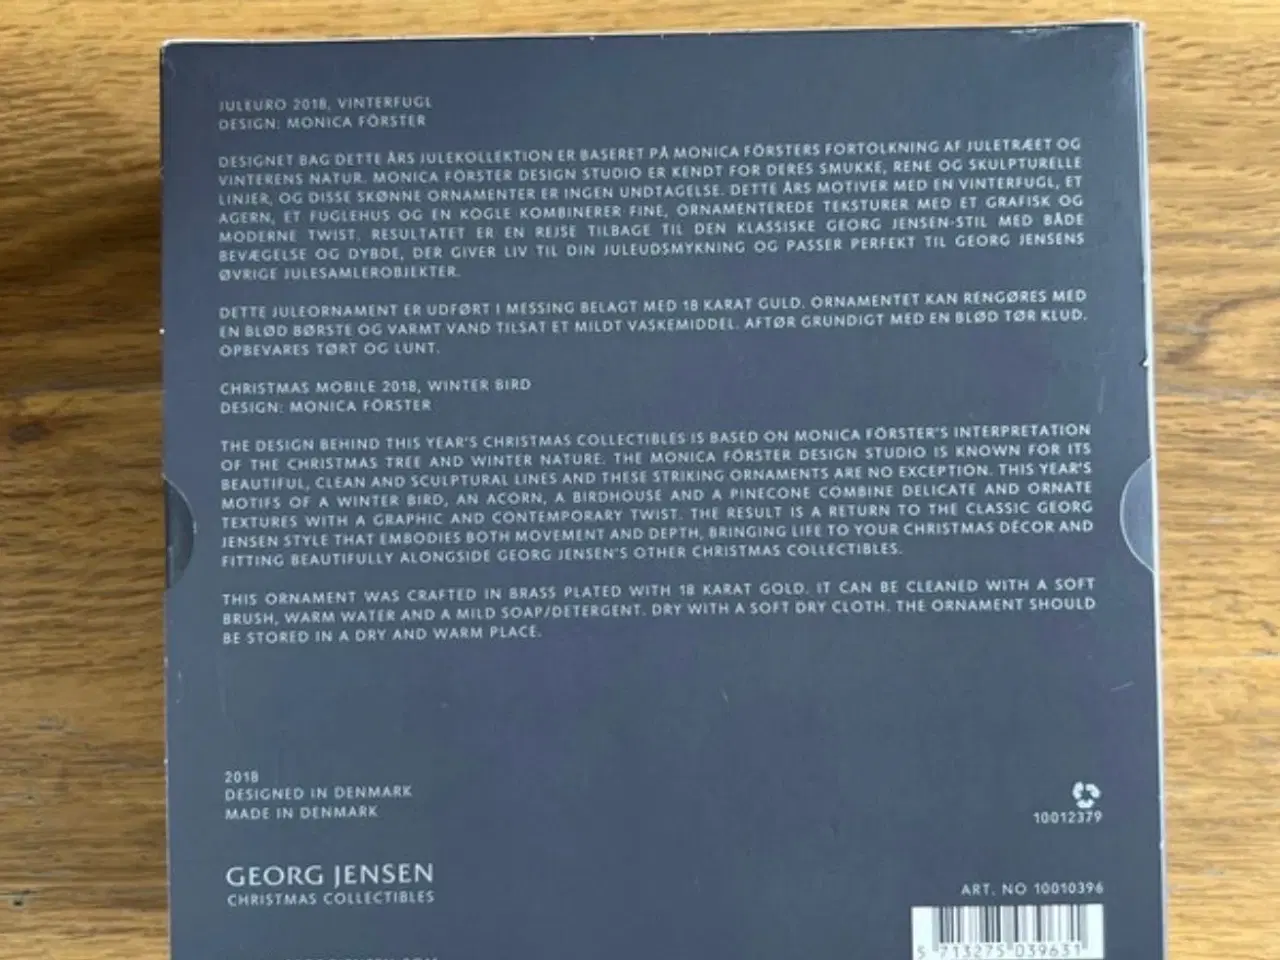 JULEURO 2018, VINTERFUGL
DESIGN: MONICA FÖRSTER
DESIGNET BAG DETTE ÅRS JULEKOLLEKTION ER BASERET PÅ MONICA FÖRSTERS FORTOLKNING AF JULETRÆET OG
VINTERENS NATUR. MONICA FÖRSTER DESIGN STUDIO ER KENDT FOR DERES SMUKKE, RENE OG SKULPTURELLE
LINJER, OG DISSE SKØNNE ORNAMENTER ER INGEN UNDTAGELSE. DETTE ÅRS MOTIVER MED EN VINTERFUGL, ET
AGERN, ET FUGLEHUS OG EN KOGLE KOMBINERER FINE, ORNAMENTEREDE TEKSTURER MED ET GRAFISK OG
MODERNE TWIST. RESULTATET ER EN REJSE TILBAGE TIL DEN KLASSISKE GEORG JENSEN-STIL MED BÅDE
BEVÆGELSE OG DYBDE, DER GIVER LIV TIL DIN JULEUDSMYKNING OG PASSER PERFEKT TIL GEORG JENSENS
ØVRIGE JULESAMLEROBJEKTER.
DETTE JULEORNAMENT ER UDFØRT I MESSING BELAGT MED 18 KARAT GULD. ORNAMENTET KAN RENGØRES MED
EN BLØD BØRSTE OG VARMT VAND TILSAT ET MILDT VASKEMIDDEL. AFTØR GRUNDIGT MED EN BLØD TØR KLUD.
OPBEVARES TØRT OG LUNT.
CHRISTMAS MOBILE 2018, WINTER BIRD
DESIGN: MONICA FÖRSTER
THE DESIGN BEHIND THIS YEAR'S CHRISTMAS COLLECTIBLES IS BASED ON MONICA FÖRSTER'S INTERPRETATION
OF THE CHRISTMAS TREE AND WINTER NATURE. THE MONICA FÖRSTER DESIGN STUDIO IS KNOWN FOR ITS
BEAUTIFUL, CLEAN AND SCULPTURAL LINES AND THESE STRIKING ORNAMENTS ARE NO EXCEPTION. THIS YEAR'S
MOTIFS OF A WINTER BIRD, AN ACORN, A BIRDHOUSE AND A PINECONE COMBINE DELICATE AND ORNATE
TEXTURES WITH A GRAPHIC AND CONTEMPORARY TWIST. THE RESULT IS A RETURN TO THE CLASSIC GEORG
JENSEN STYLE THAT EMBODIES BOTH MOVEMENT AND DEPTH, BRINGING LIFE TO YOUR CHRISTMAS DÉCOR AND
FITTING BEAUTIFULLY ALONGSIDE GEORG JENSEN'S OTHER CHRISTMAS COLLECTIBLES.
THIS ORNAMENT WAS CRAFTED IN BRASS PLATED WITH 18 KARAT GOLD. IT CAN BE CLEANED WITH A SOFT
BRUSH, WARM WATER AND A MILD SOAP/DETERGENT. DRY WITH A SOFT DRY CLOTH. THE ORNAMENT SHOULD
BE STORED IN A DRY AND WARM PLACE.
2018
DESIGNED IN DENMARK
MADE IN DENMARK
10012379
GEORG JENSEN
CHRISTMAS COLLECTIBLES
ART. NO 10010396
5 713275 039631